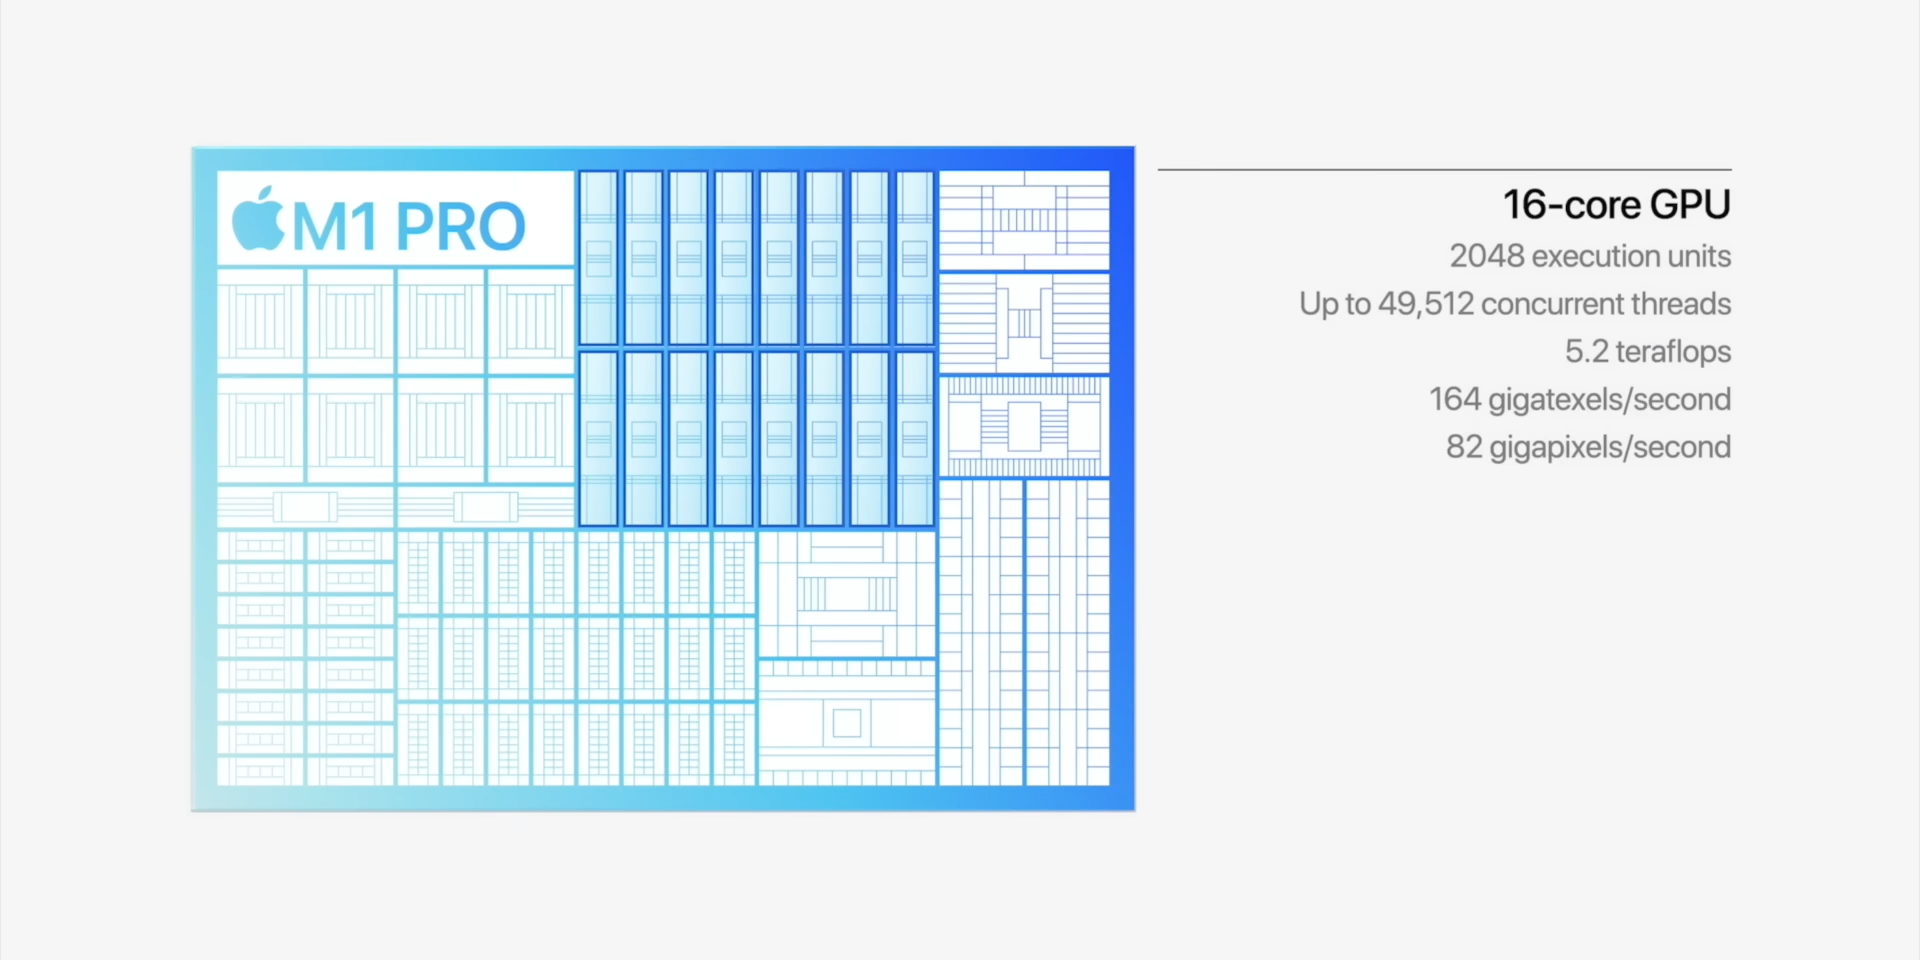 M1 PRO
16-core GPU
2048 execution units
Up to 49,512 concurrent threads
5.2 teraflops
164 gigatexels/second
82 gigapixels/second